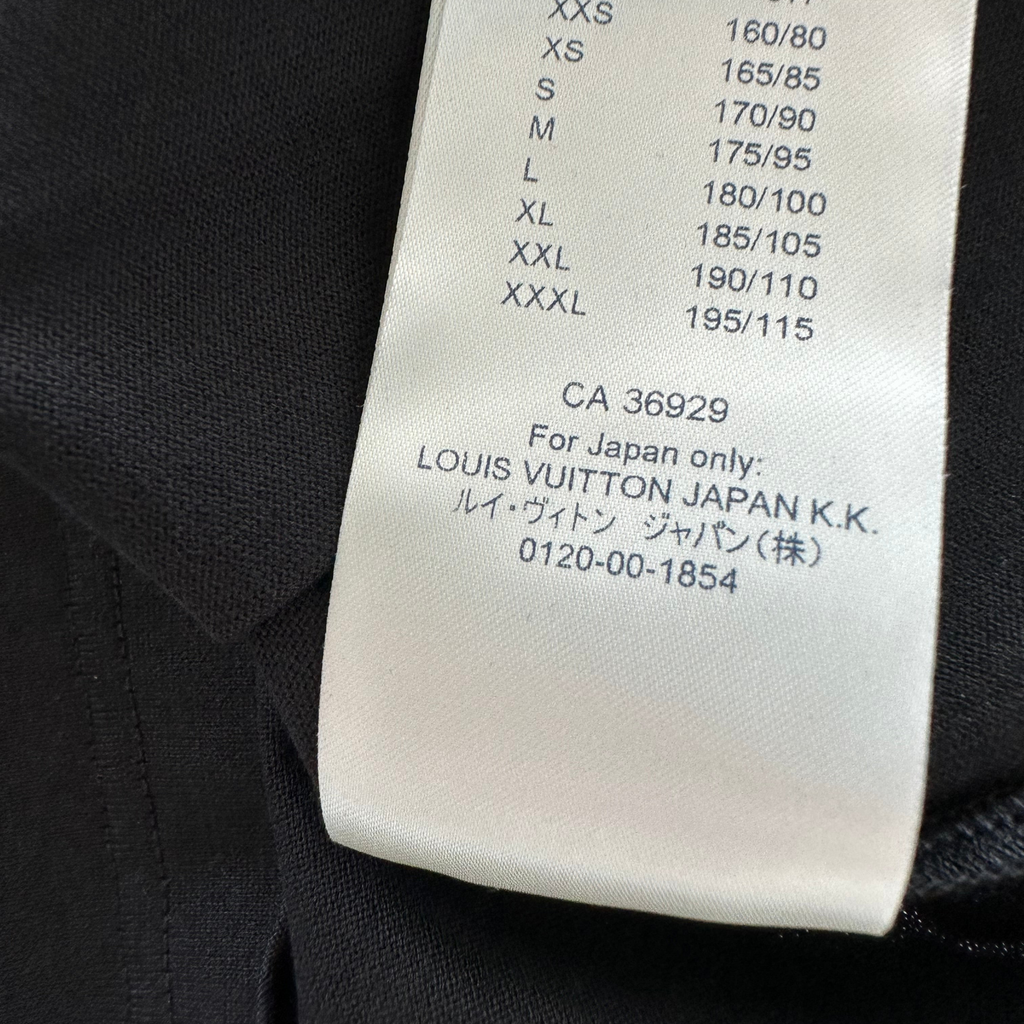 XXS 160/80
XS 165/85
S 170/90
M 175/95
L 180/100
XL 185/105
XXL 190/110
XXXL 195/115
CA 36929
For Japan only:
LOUIS VUITTON JAPAN K.K.
ルイ・ヴィトン ジャパン(株)
0120-00-1854